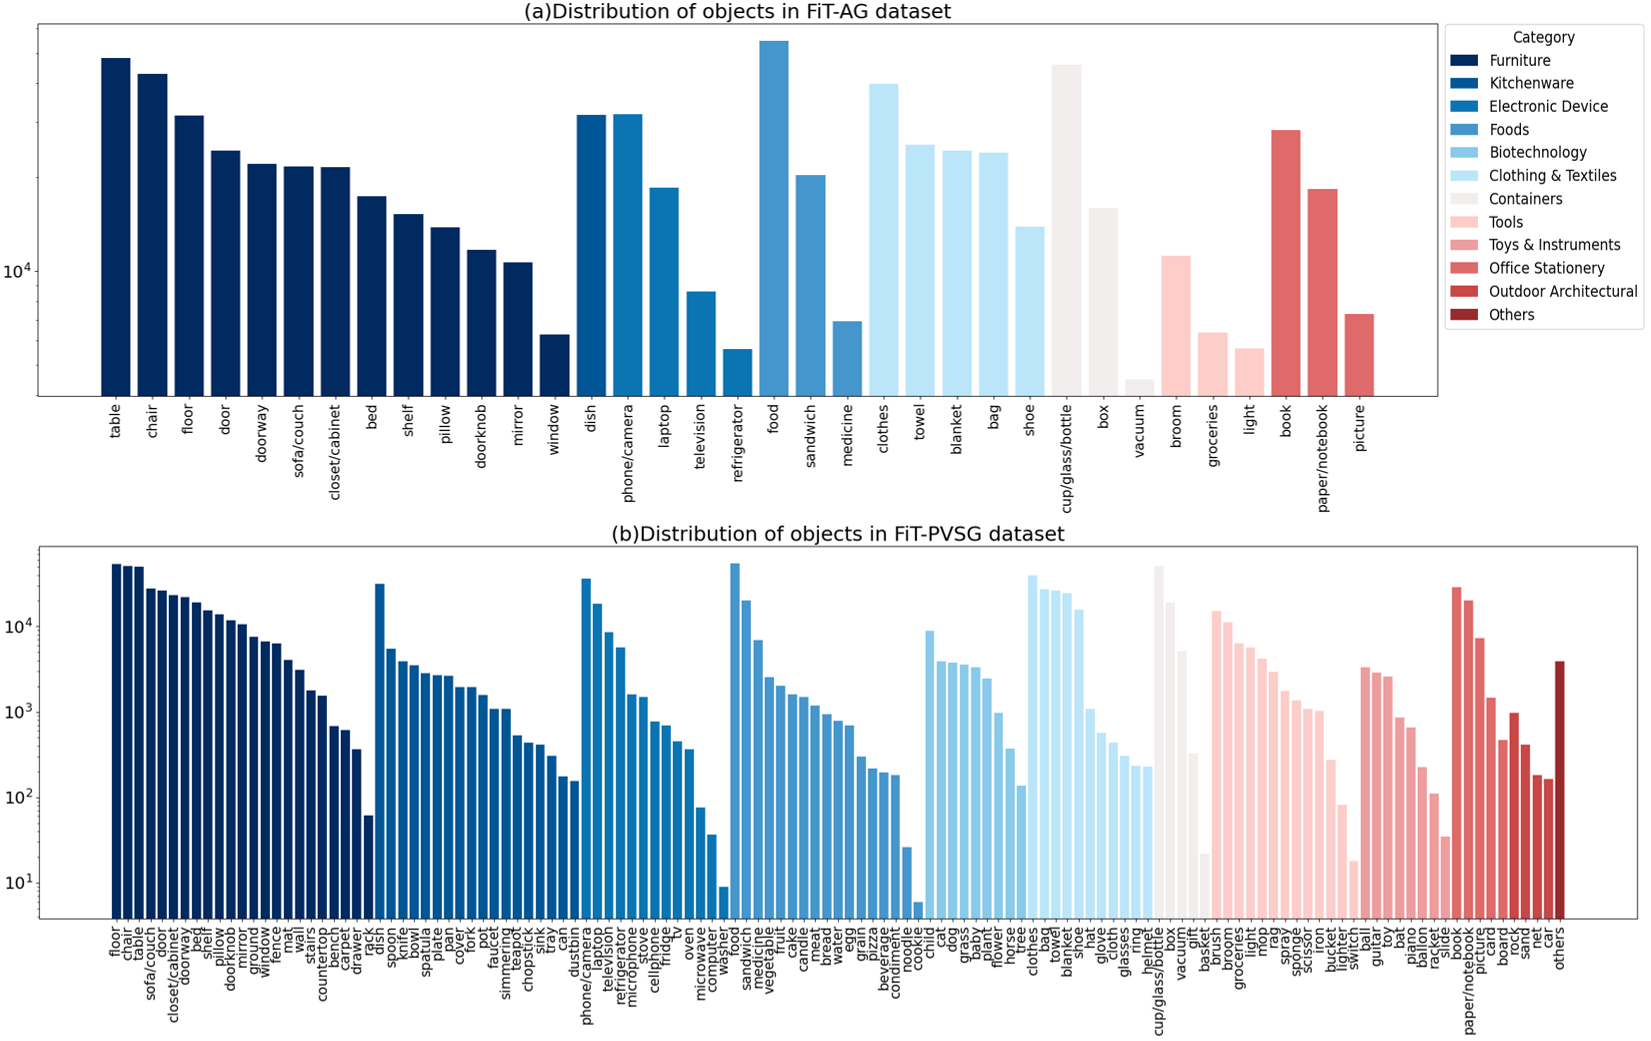 (a)Distribution of objects in FiT-AG dataset
10^4
table
chair
floor
door
doorway
sofa/couch
closet/cabinet
bed
shelf
pillow
doorknob
mirror
window
dish
phone/camera
laptop
television
refrigerator
food
sandwich
medicine
clothes
towel
blanket
bag
shoe
cup/glass/bottle
box
vacuum
broom
groceries
light
book
paper/notebook
picture
Category
Furniture
Kitchenware
Electronic Device
Foods
Biotechnology
Clothing & Textiles
Containers
Tools
Toys & Instruments
Office Stationery
Outdoor Architectural
Others
(b)Distribution of objects in FiT-PVSG dataset
10^4
10^3
10^2
10^1
floor
chair
table
sofa/couch
door
closet/cabinet
doorway
bed
shelf
pillow
doorknob
mirror
ground
window
fence
mat
wall
stairs
countertop
bench
carpet
drawer
rack
dish
spoon
knife
bowl
spatula
plate
pan
cover
fork
pot
faucet
simmering
teapot
chopstick
sink
tray
can
dustbin
phone/camera
laptop
television
refrigerator
microphone
stove
cellphone
fridge
tv
oven
microwave
computer
washer
food
sandwich
medicine
vegetable
fruit
cake
candle
meat
bread
water
egg
grain
pizza
beverage
condiment
noodle
cookie
child
cat
dog
grass
baby
plant
flower
horse
tree
clothes
bag
towel
blanket
shoe
hat
glove
cloth
glasses
ring
helmet
cup/glass/bottle
box
vacuum
gift
basket
brush
broom
groceries
light
mop
rag
spray
sponge
scissor
iron
bucket
lighter
switch
ball
guitar
toy
bat
piano
ballon
racket
slide
book
paper/notebook
picture
card
board
rock
sand
net
car
others